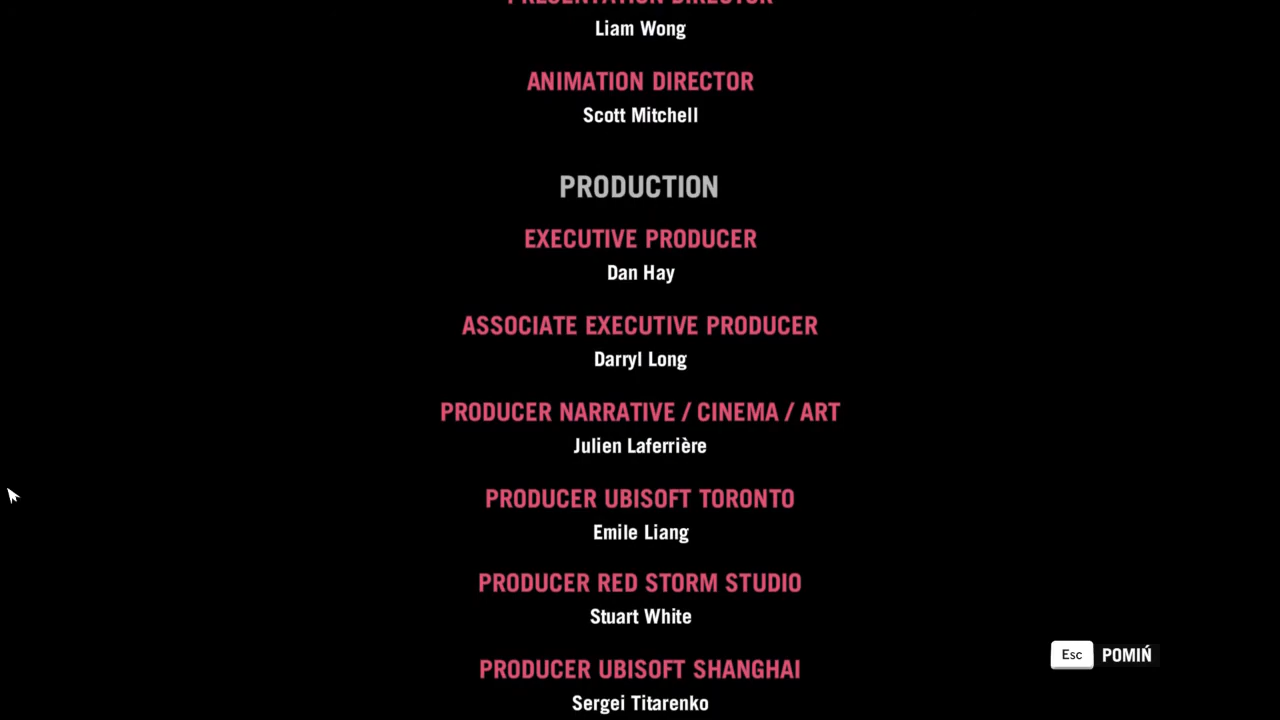 PRESENTATION DIRECTOR
Liam Wong
ANIMATION DIRECTOR
Scott Mitchell
PRODUCTION
EXECUTIVE PRODUCER
Dan Hay
ASSOCIATE EXECUTIVE PRODUCER
Darryl Long
PRODUCER NARRATIVE / CINEMA / ART
Julien Laferrière
PRODUCER UBISOFT TORONTO
Emile Liang
PRODUCER RED STORM STUDIO
Stuart White
PRODUCER UBISOFT SHANGHAI
Sergei Titarenko
Esc POMIŃ